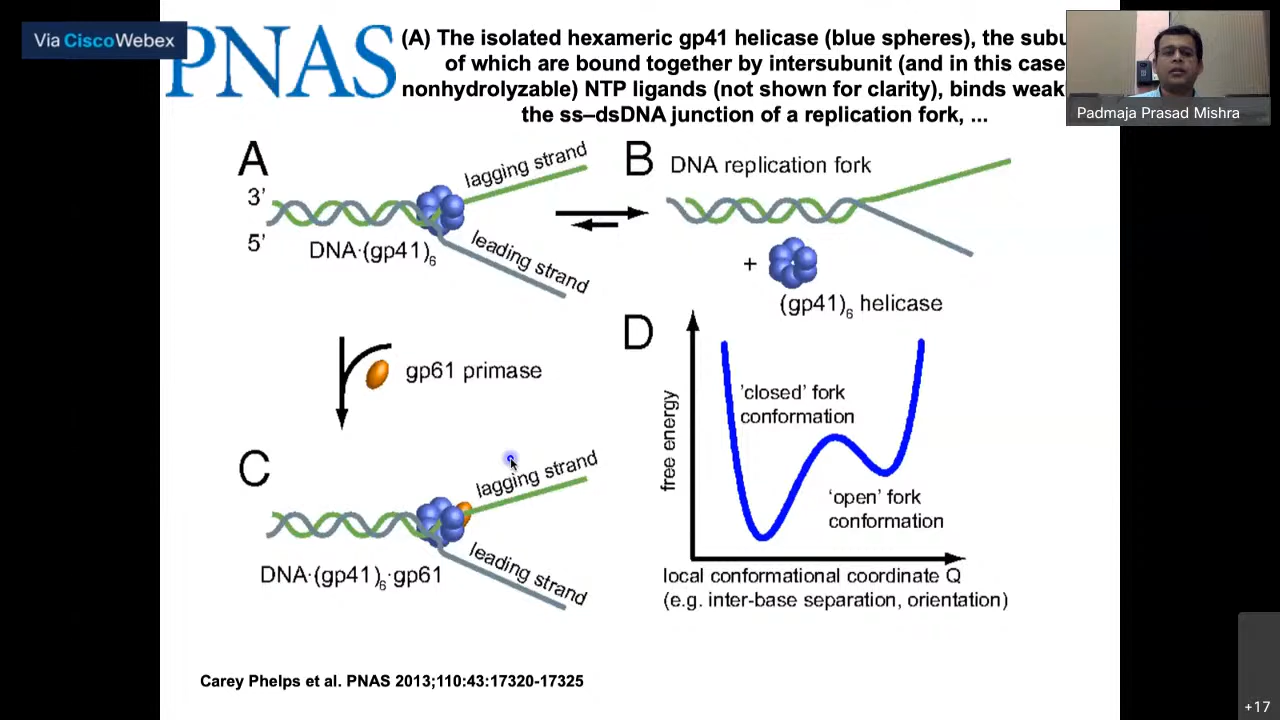 Via Cisco Webex
PNAS
(A) The isolated hexameric gp41 helicase (blue spheres), the
of which are bound together by intersubunit (and in this case
nonhydrolyzable) NTP ligands (not shown for clarity), binds
the ss–dsDNA junction of a replication fork, ...
Padmaja Prasad Mishra
A
3'
5'
lagging strand
leading strand
DNA·(gp41)6
B
DNA replication fork
+
(gp41)6 helicase
gp61 primase
C
lagging strand
leading strand
DNA·(gp41)6·gp61
D
free energy
'closed' fork
conformation
'open' fork
conformation
local conformational coordinate Q
(e.g. inter-base separation, orientation)
Carey Phelps et al. PNAS 2013;110:43:17320-17325
+17